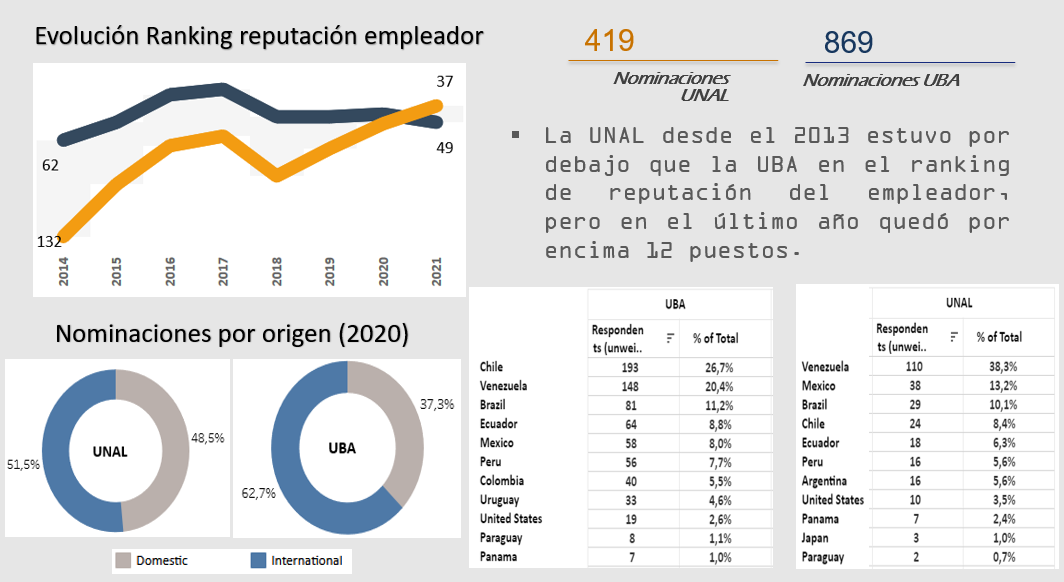 Evolución Ranking reputación empleador
37
62
49
132
2014 2015 2016 2017 2018 2019 2020 2021
419
Nominaciones
UNAL
869
Nominaciones UBA
▪ La UNAL desde el 2013 estuvo por
debajo que la UBA en el ranking
de reputación del empleador,
pero en el último año quedó por
encima 12 puestos.
Nominaciones por origen (2020)
UNAL
48,5%
51,5%
UBA
37,3%
62,7%
Domestic International
UBA
Responden
ts (unwei.. % of Total
Chile 193 26,7%
Venezuela 148 20,4%
Brazil 81 11,2%
Ecuador 64 8,8%
Mexico 58 8,0%
Peru 56 7,7%
Colombia 40 5,5%
Uruguay 33 4,6%
United States 19 2,6%
Paraguay 8 1,1%
Panama 7 1,0%
UNAL
Responden
ts (unwei.. % of Total
Venezuela 110 38,3%
Mexico 38 13,2%
Brazil 29 10,1%
Chile 24 8,4%
Ecuador 18 6,3%
Peru 16 5,6%
Argentina 16 5,6%
United States 10 3,5%
Panama 7 2,4%
Japan 3 1,0%
Paraguay 2 0,7%